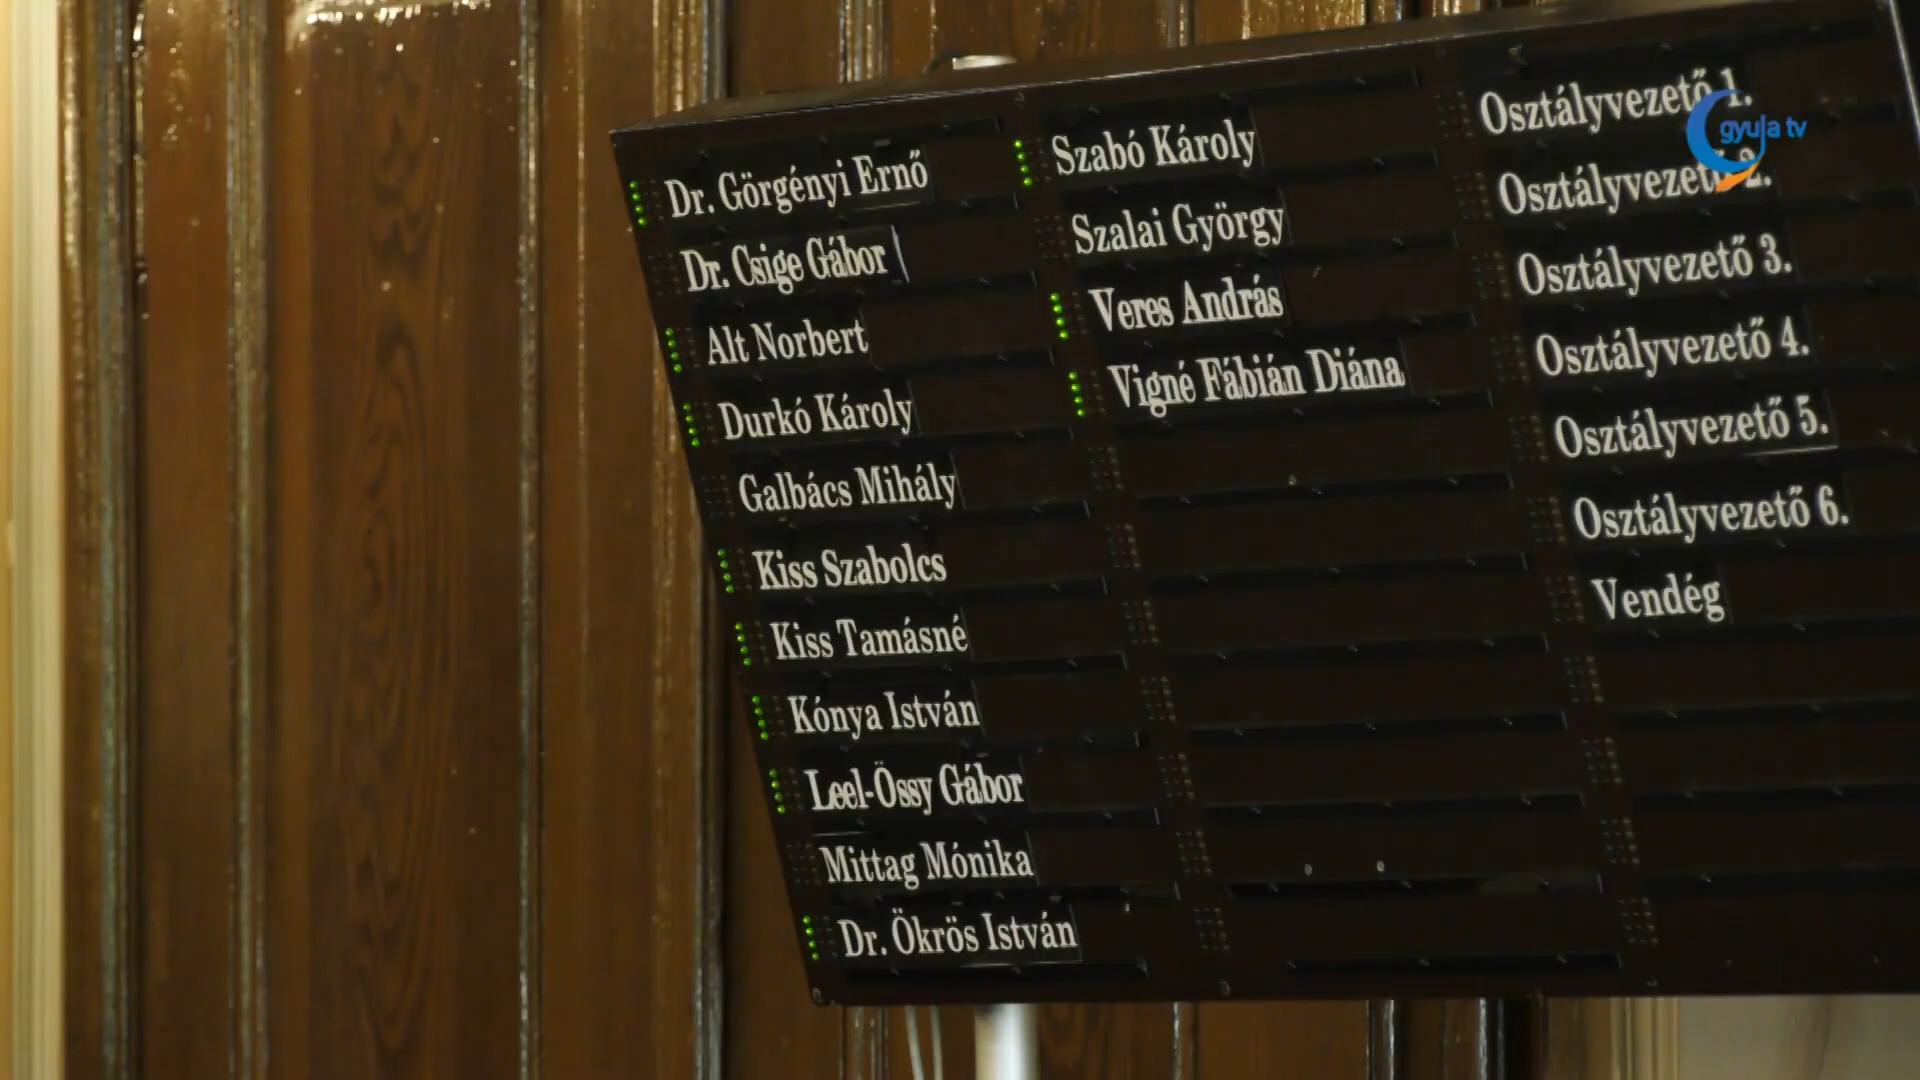 Dr. Görgényi Ernő
Dr. Csige Gábor
Alt Norbert
Durkó Károly
Galbács Mihály
Kiss Szabolcs
Kiss Tamásné
Kónya István
Leel-Őssy Gábor
Mittag Mónika
Dr. Ökrös István
Szabó Károly
Szalai György
Veres András
Vigné Fábián Diána
Osztályvezető 1.
Osztályvezető 2.
Osztályvezető 3.
Osztályvezető 4.
Osztályvezető 5.
Osztályvezető 6.
Vendég
gyula tv